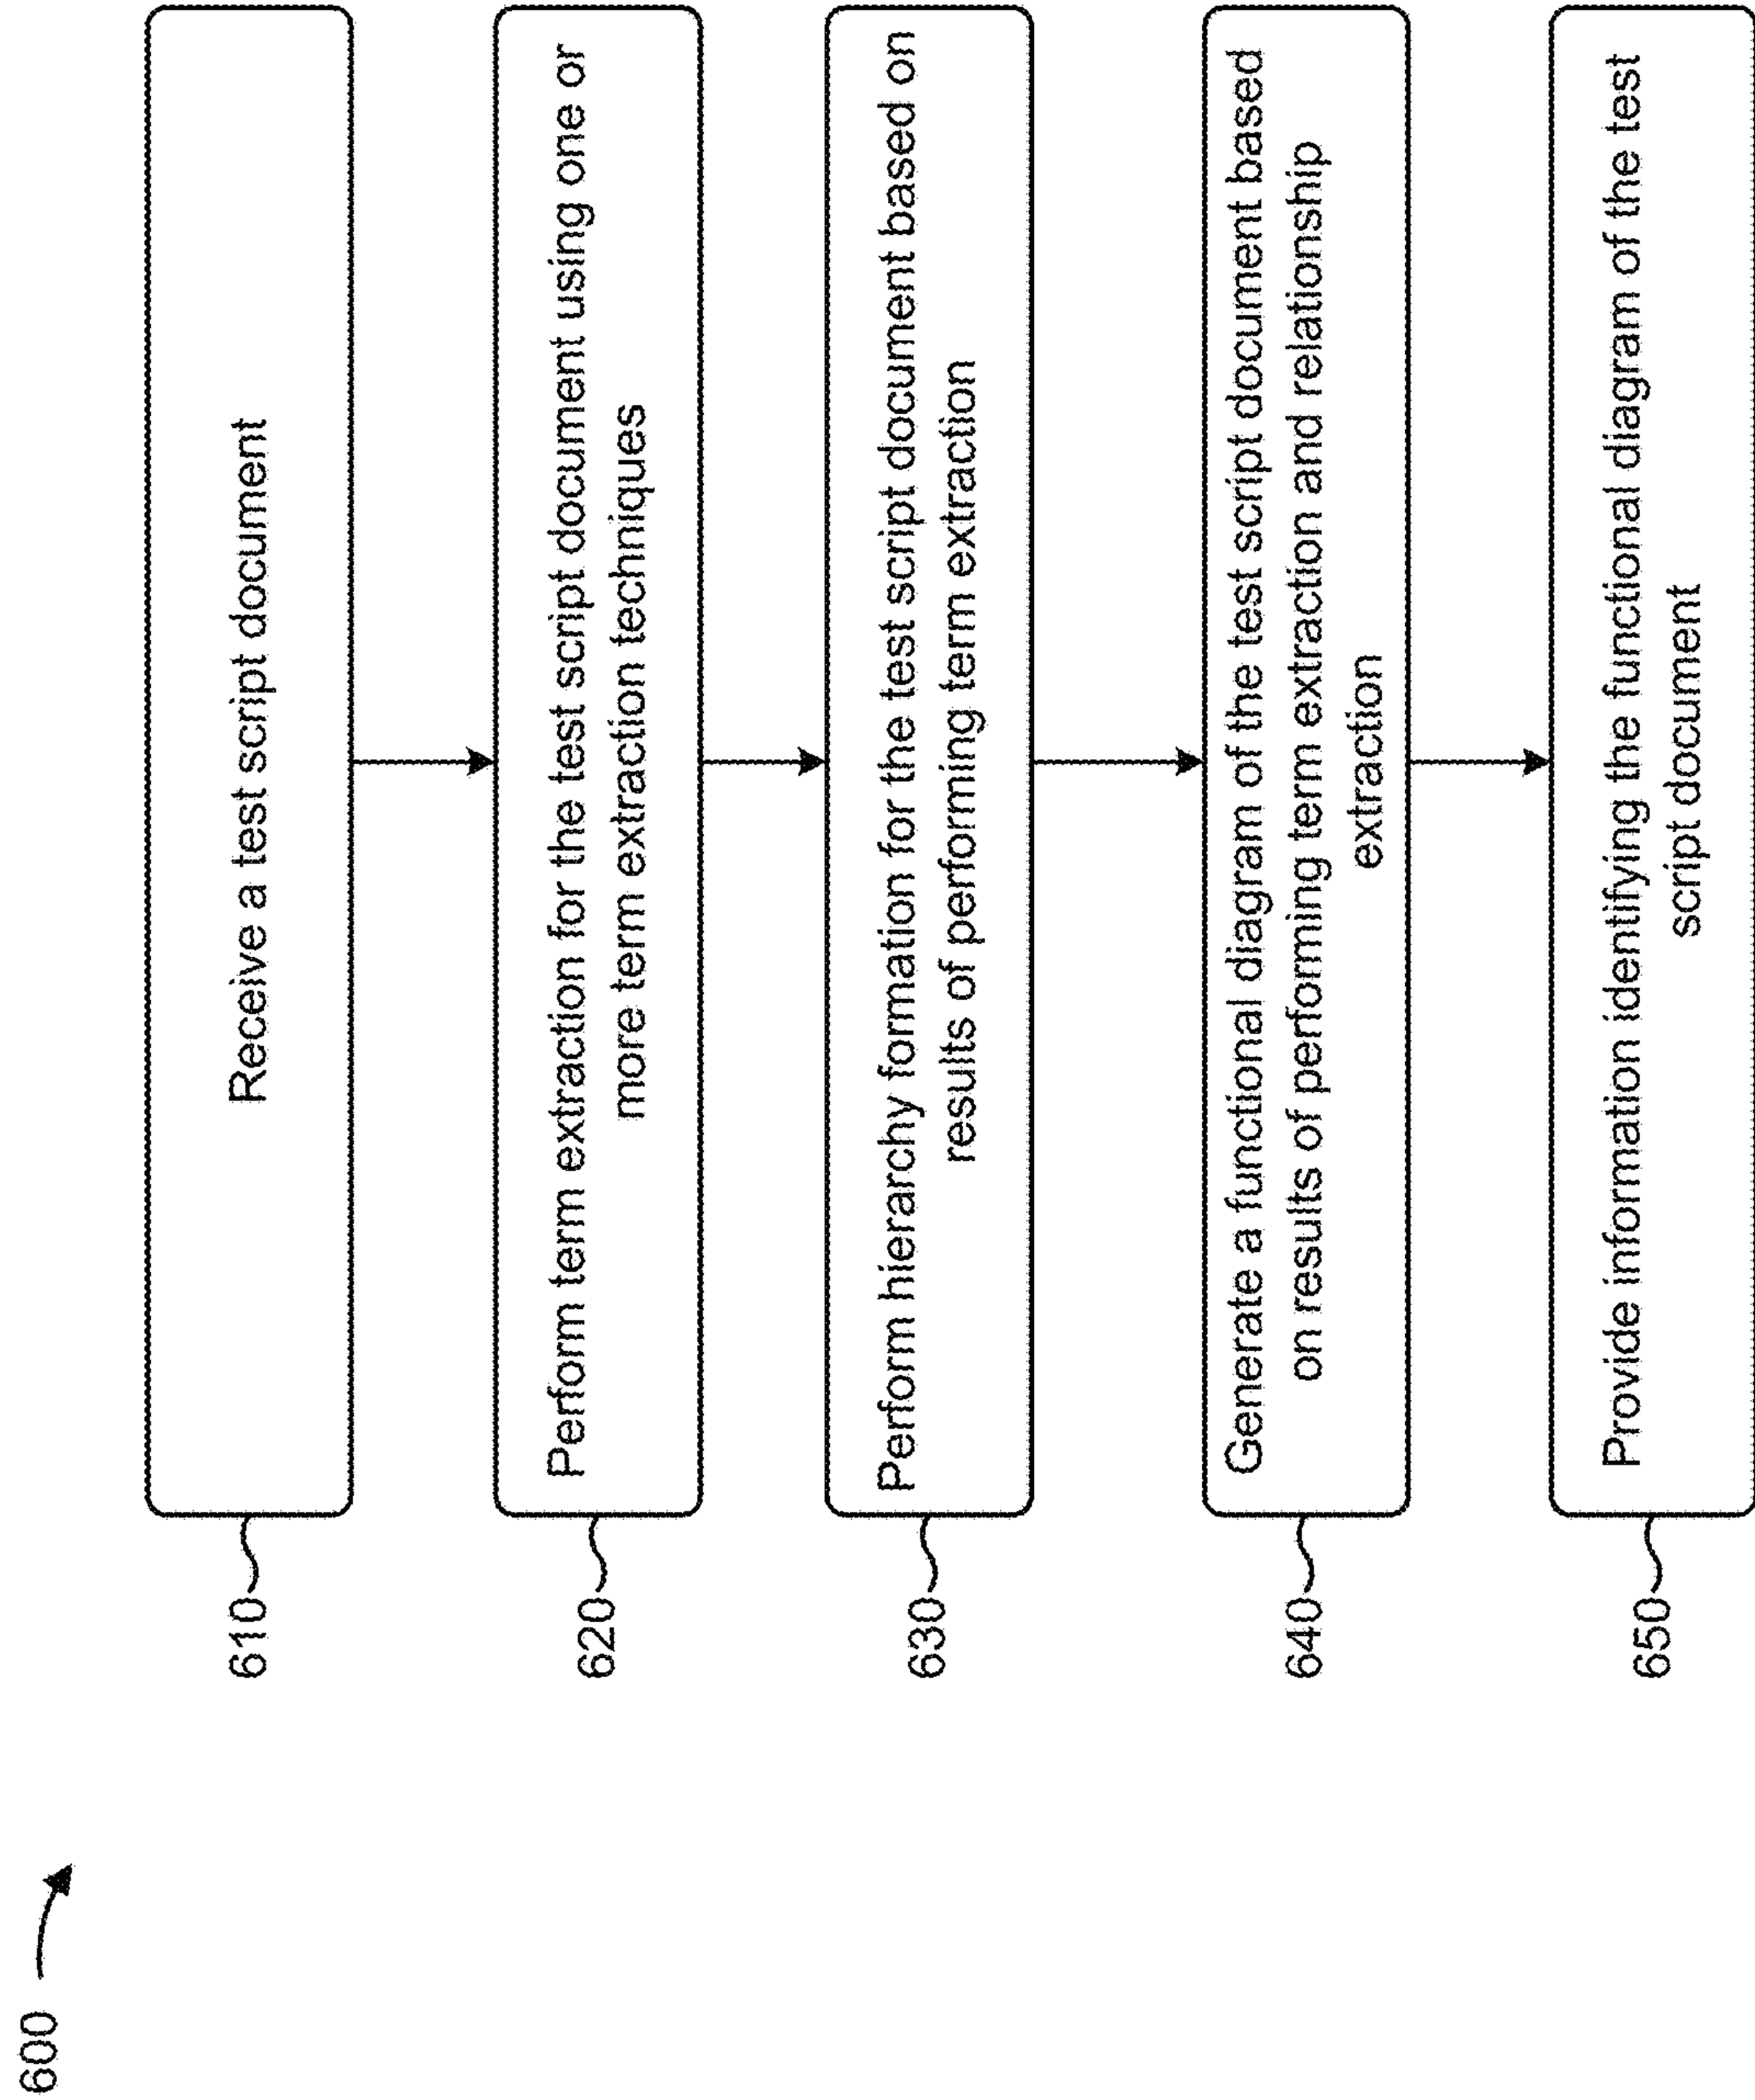 600
610
Receive a test script document
620
Perform term extraction for the test script document using one or
more term extraction techniques
630
Perform hierarchy formation for the test script document based on
results of performing term extraction
640
Generate a functional diagram of the test script document based
on results of performing term extraction and relationship
extraction
650
Provide information identifying the functional diagram of the test
script document